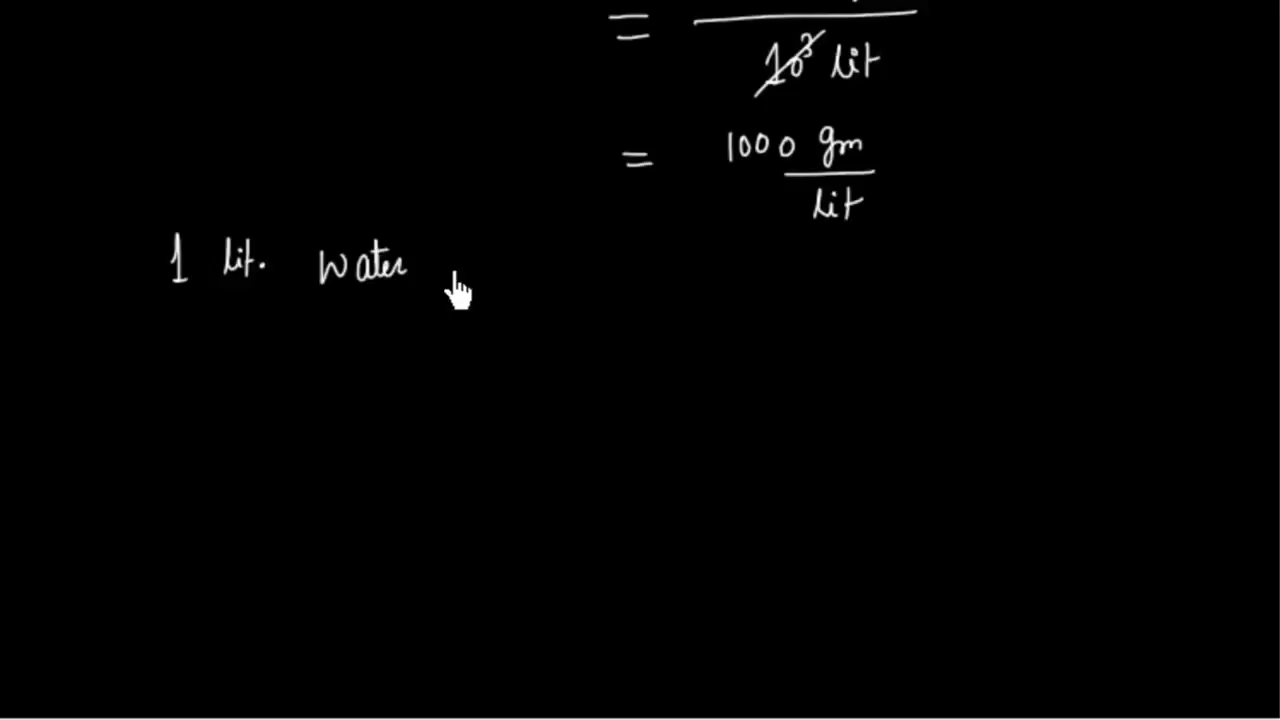 =
10³ lit
= 1000 gm
lit
1 lit. water